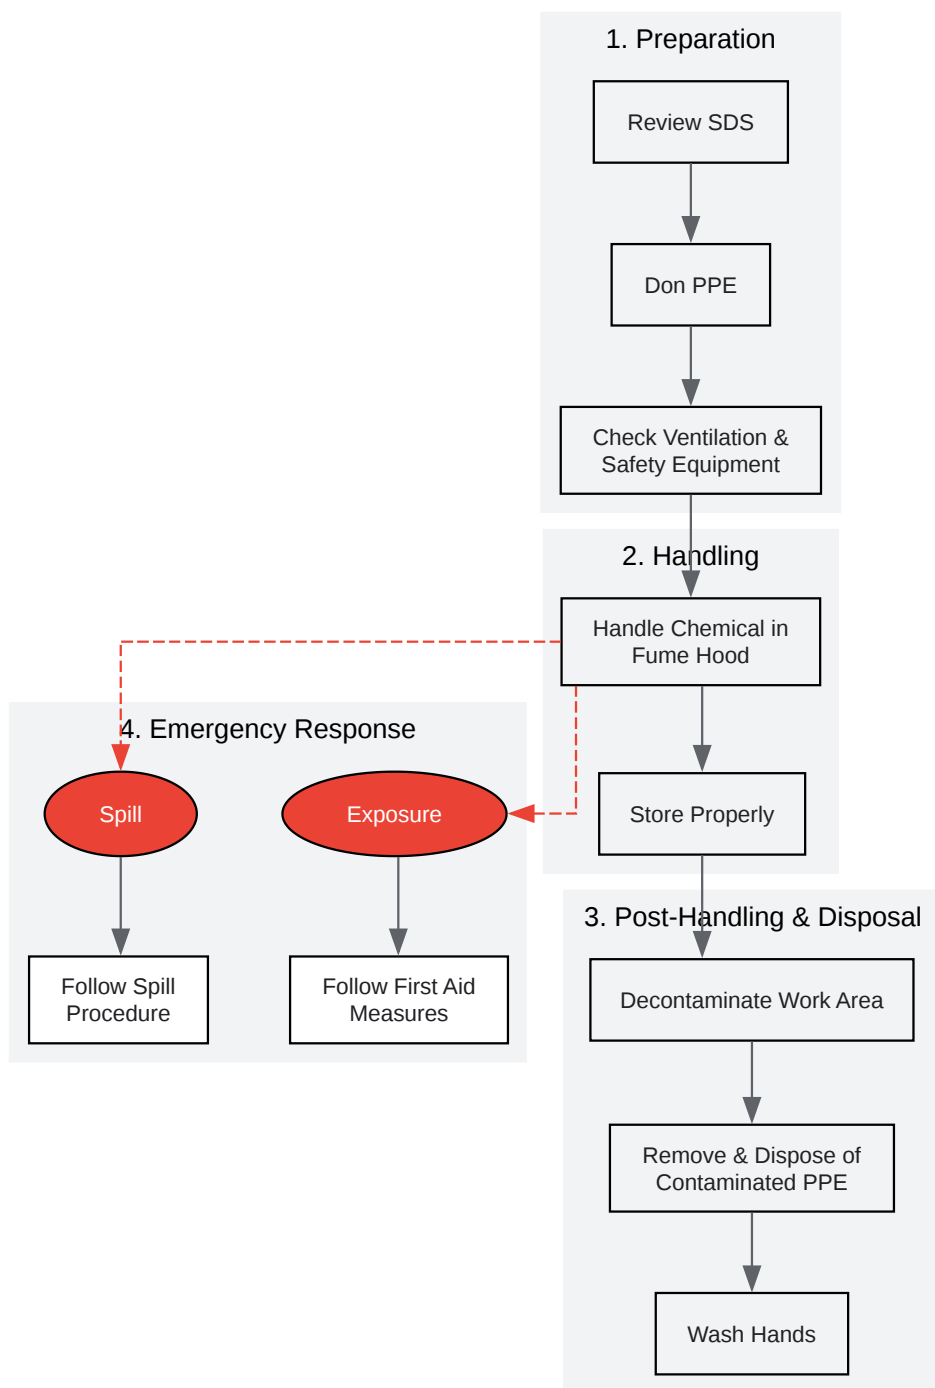 1. Preparation
Review SDS
Don PPE
Check Ventilation &
Safety Equipment
2. Handling
Handle Chemical in
Fume Hood
Store Properly
4. Emergency Response
Spill
Exposure
Follow Spill
Procedure
Follow First Aid
Measures
3. Post-Handling & Disposal
Decontaminate Work Area
Remove & Dispose of
Contaminated PPE
Wash Hands